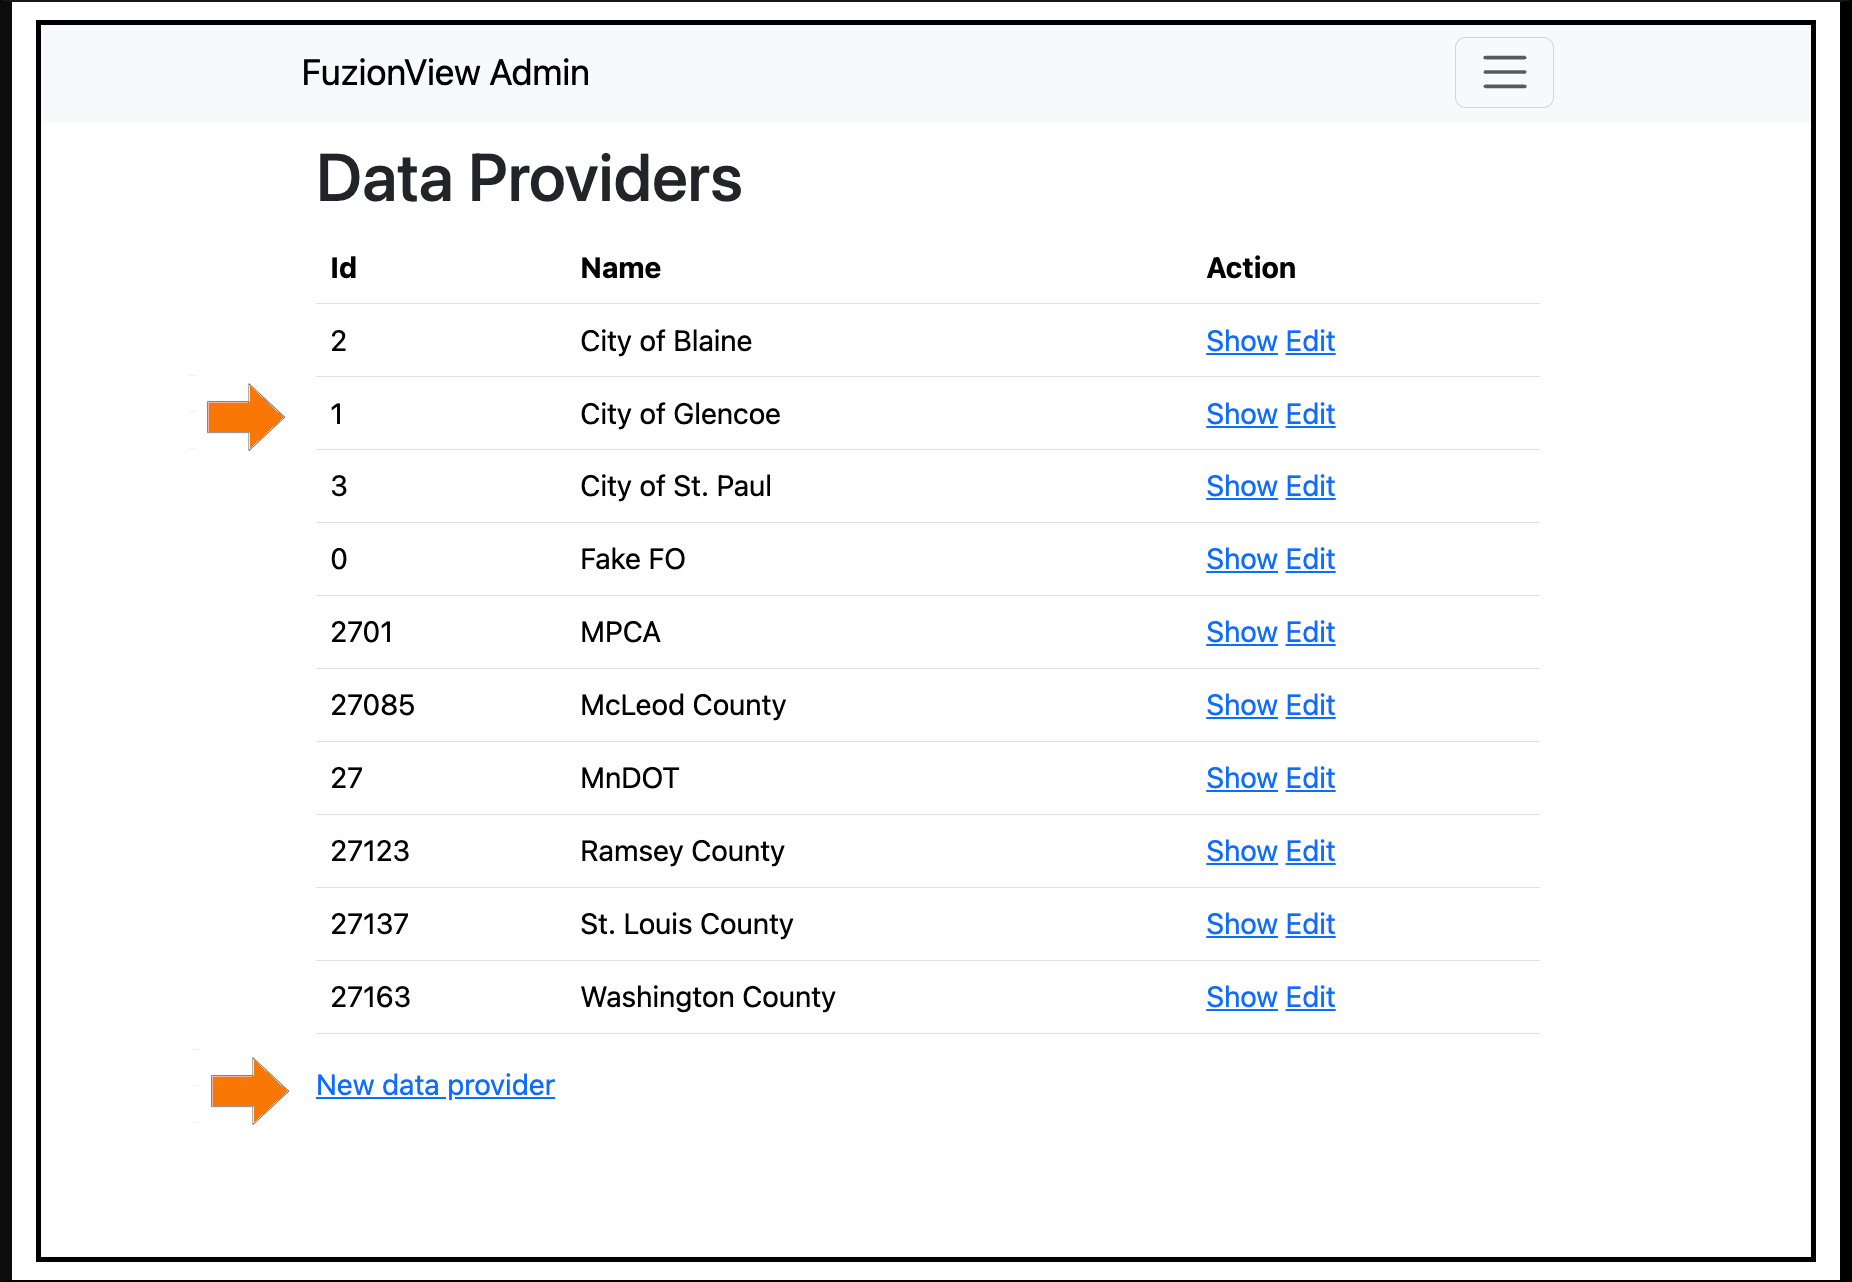 FuzionView Admin
Data Providers
Id Name Action
2 City of Blaine Show Edit
1 City of Glencoe Show Edit
3 City of St. Paul Show Edit
0 Fake FO Show Edit
2701 MPCA Show Edit
27085 McLeod County Show Edit
27 MnDOT Show Edit
27123 Ramsey County Show Edit
27137 St. Louis County Show Edit
27163 Washington County Show Edit
New data provider